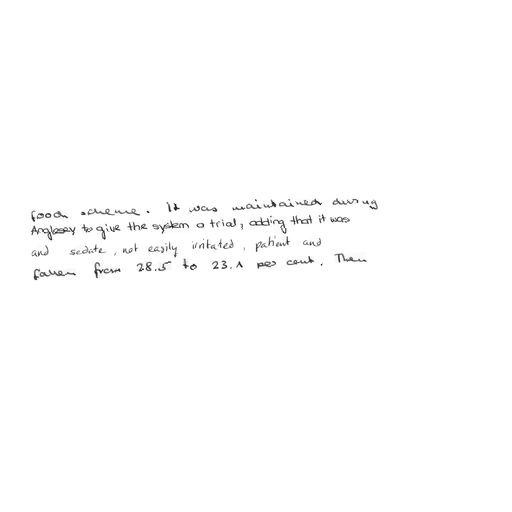 food scheme. It was maintained during
Anglesey to give the system a trial, adding that it was
and sedate, not easily irritated, patient and
fallen from 28.5 to 23.1 per cent. Then